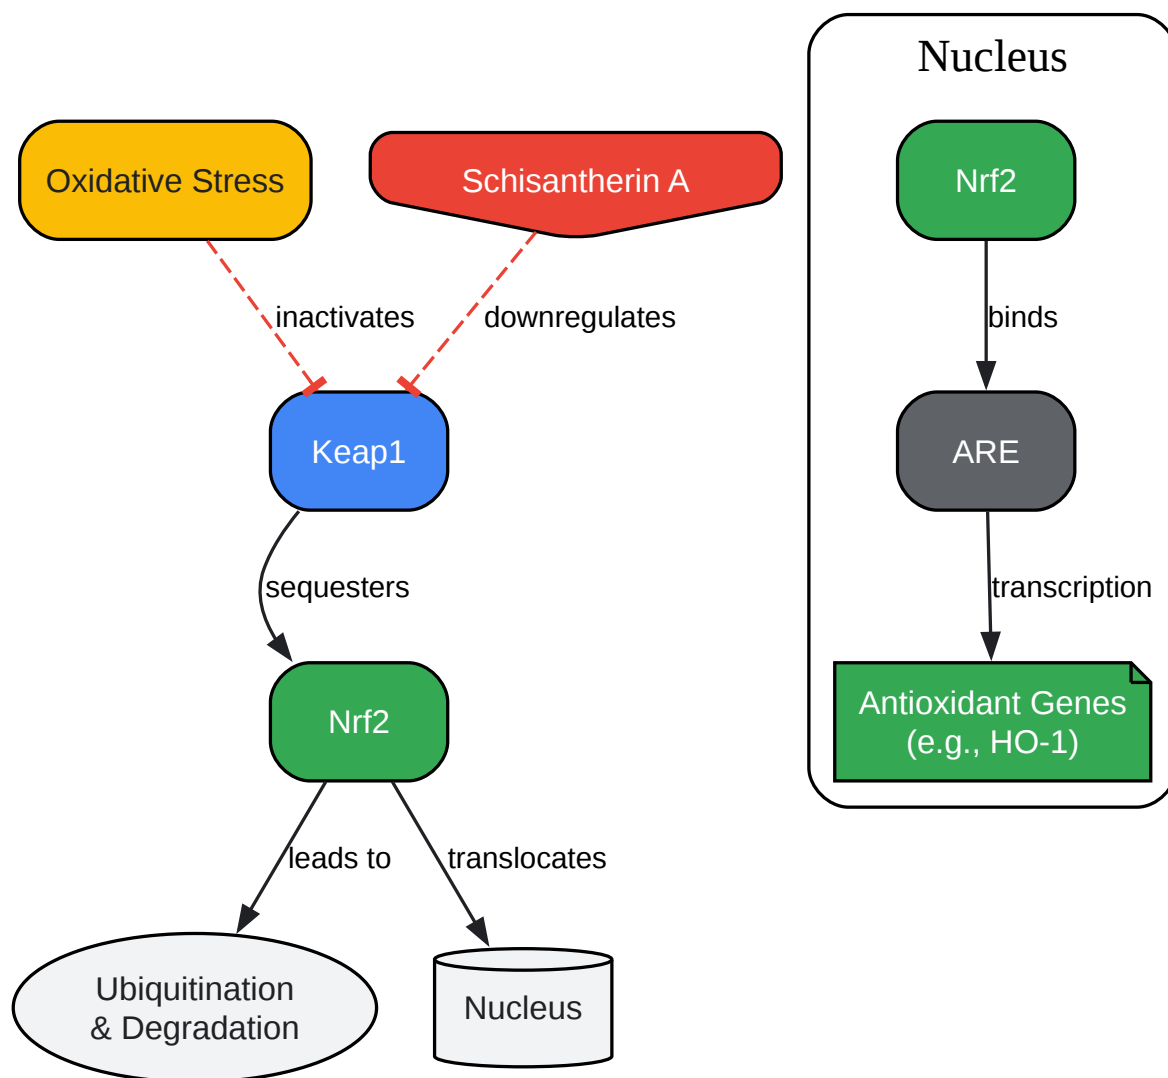 Nucleus
Oxidative Stress
Schisantherin A
Nrf2
inactivates
downregulates
binds
Keap1
ARE
sequesters
transcription
Nrf2
Antioxidant Genes
(e.g., HO-1)
leads to
translocates
Ubiquitination
& Degradation
Nucleus